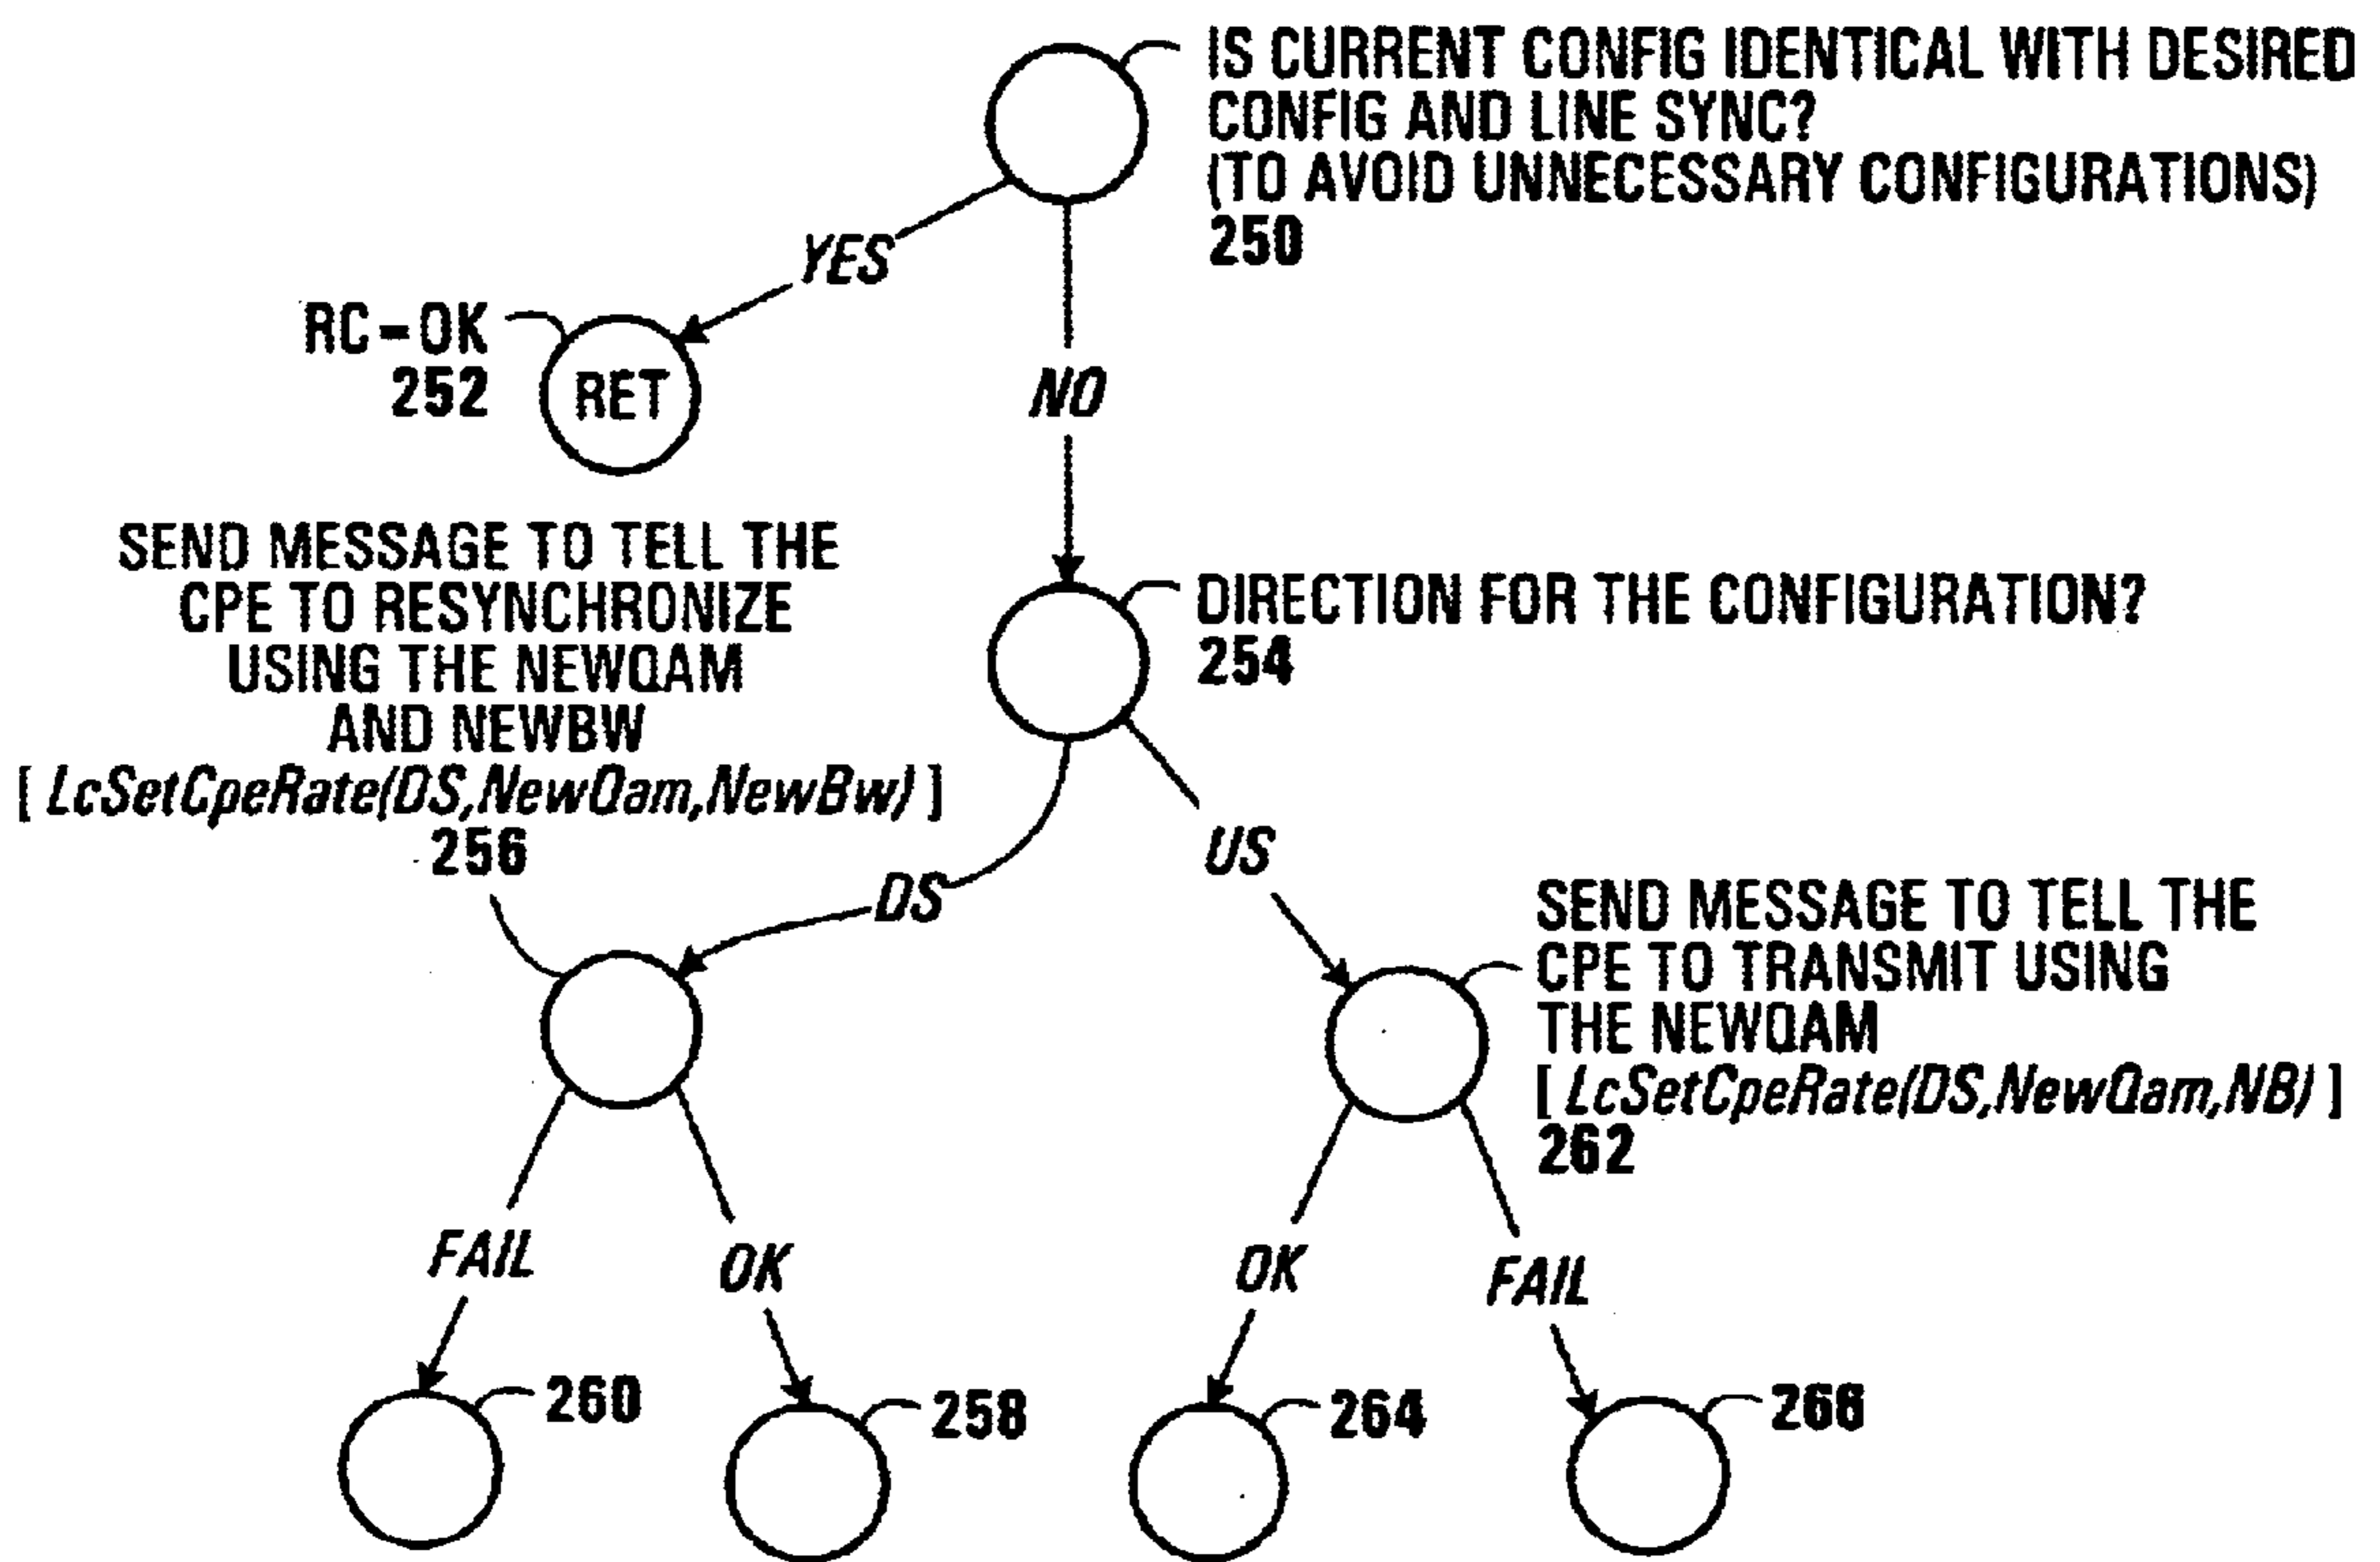 IS CURRENT CONFIG IDENTICAL WITH DESIRED
CONFIG AND LINE SYNC?
(TO AVOID UNNECESSARY CONFIGURATIONS)
250
YES
RC-OK
252
RET
NO
SEND MESSAGE TO TELL THE
CPE TO RESYNCHRONIZE
USING THE NEWQAM
AND NEWBW
[ LcSetCpeRate(DS,NewQam,NewBw) ]
256
DIRECTION FOR THE CONFIGURATION?
254
DS
US
SEND MESSAGE TO TELL THE
CPE TO TRANSMIT USING
THE NEWQAM
[ LcSetCpeRate(DS,NewQam,NB) ]
262
FAIL
OK
OK
FAIL
260
258
264
266